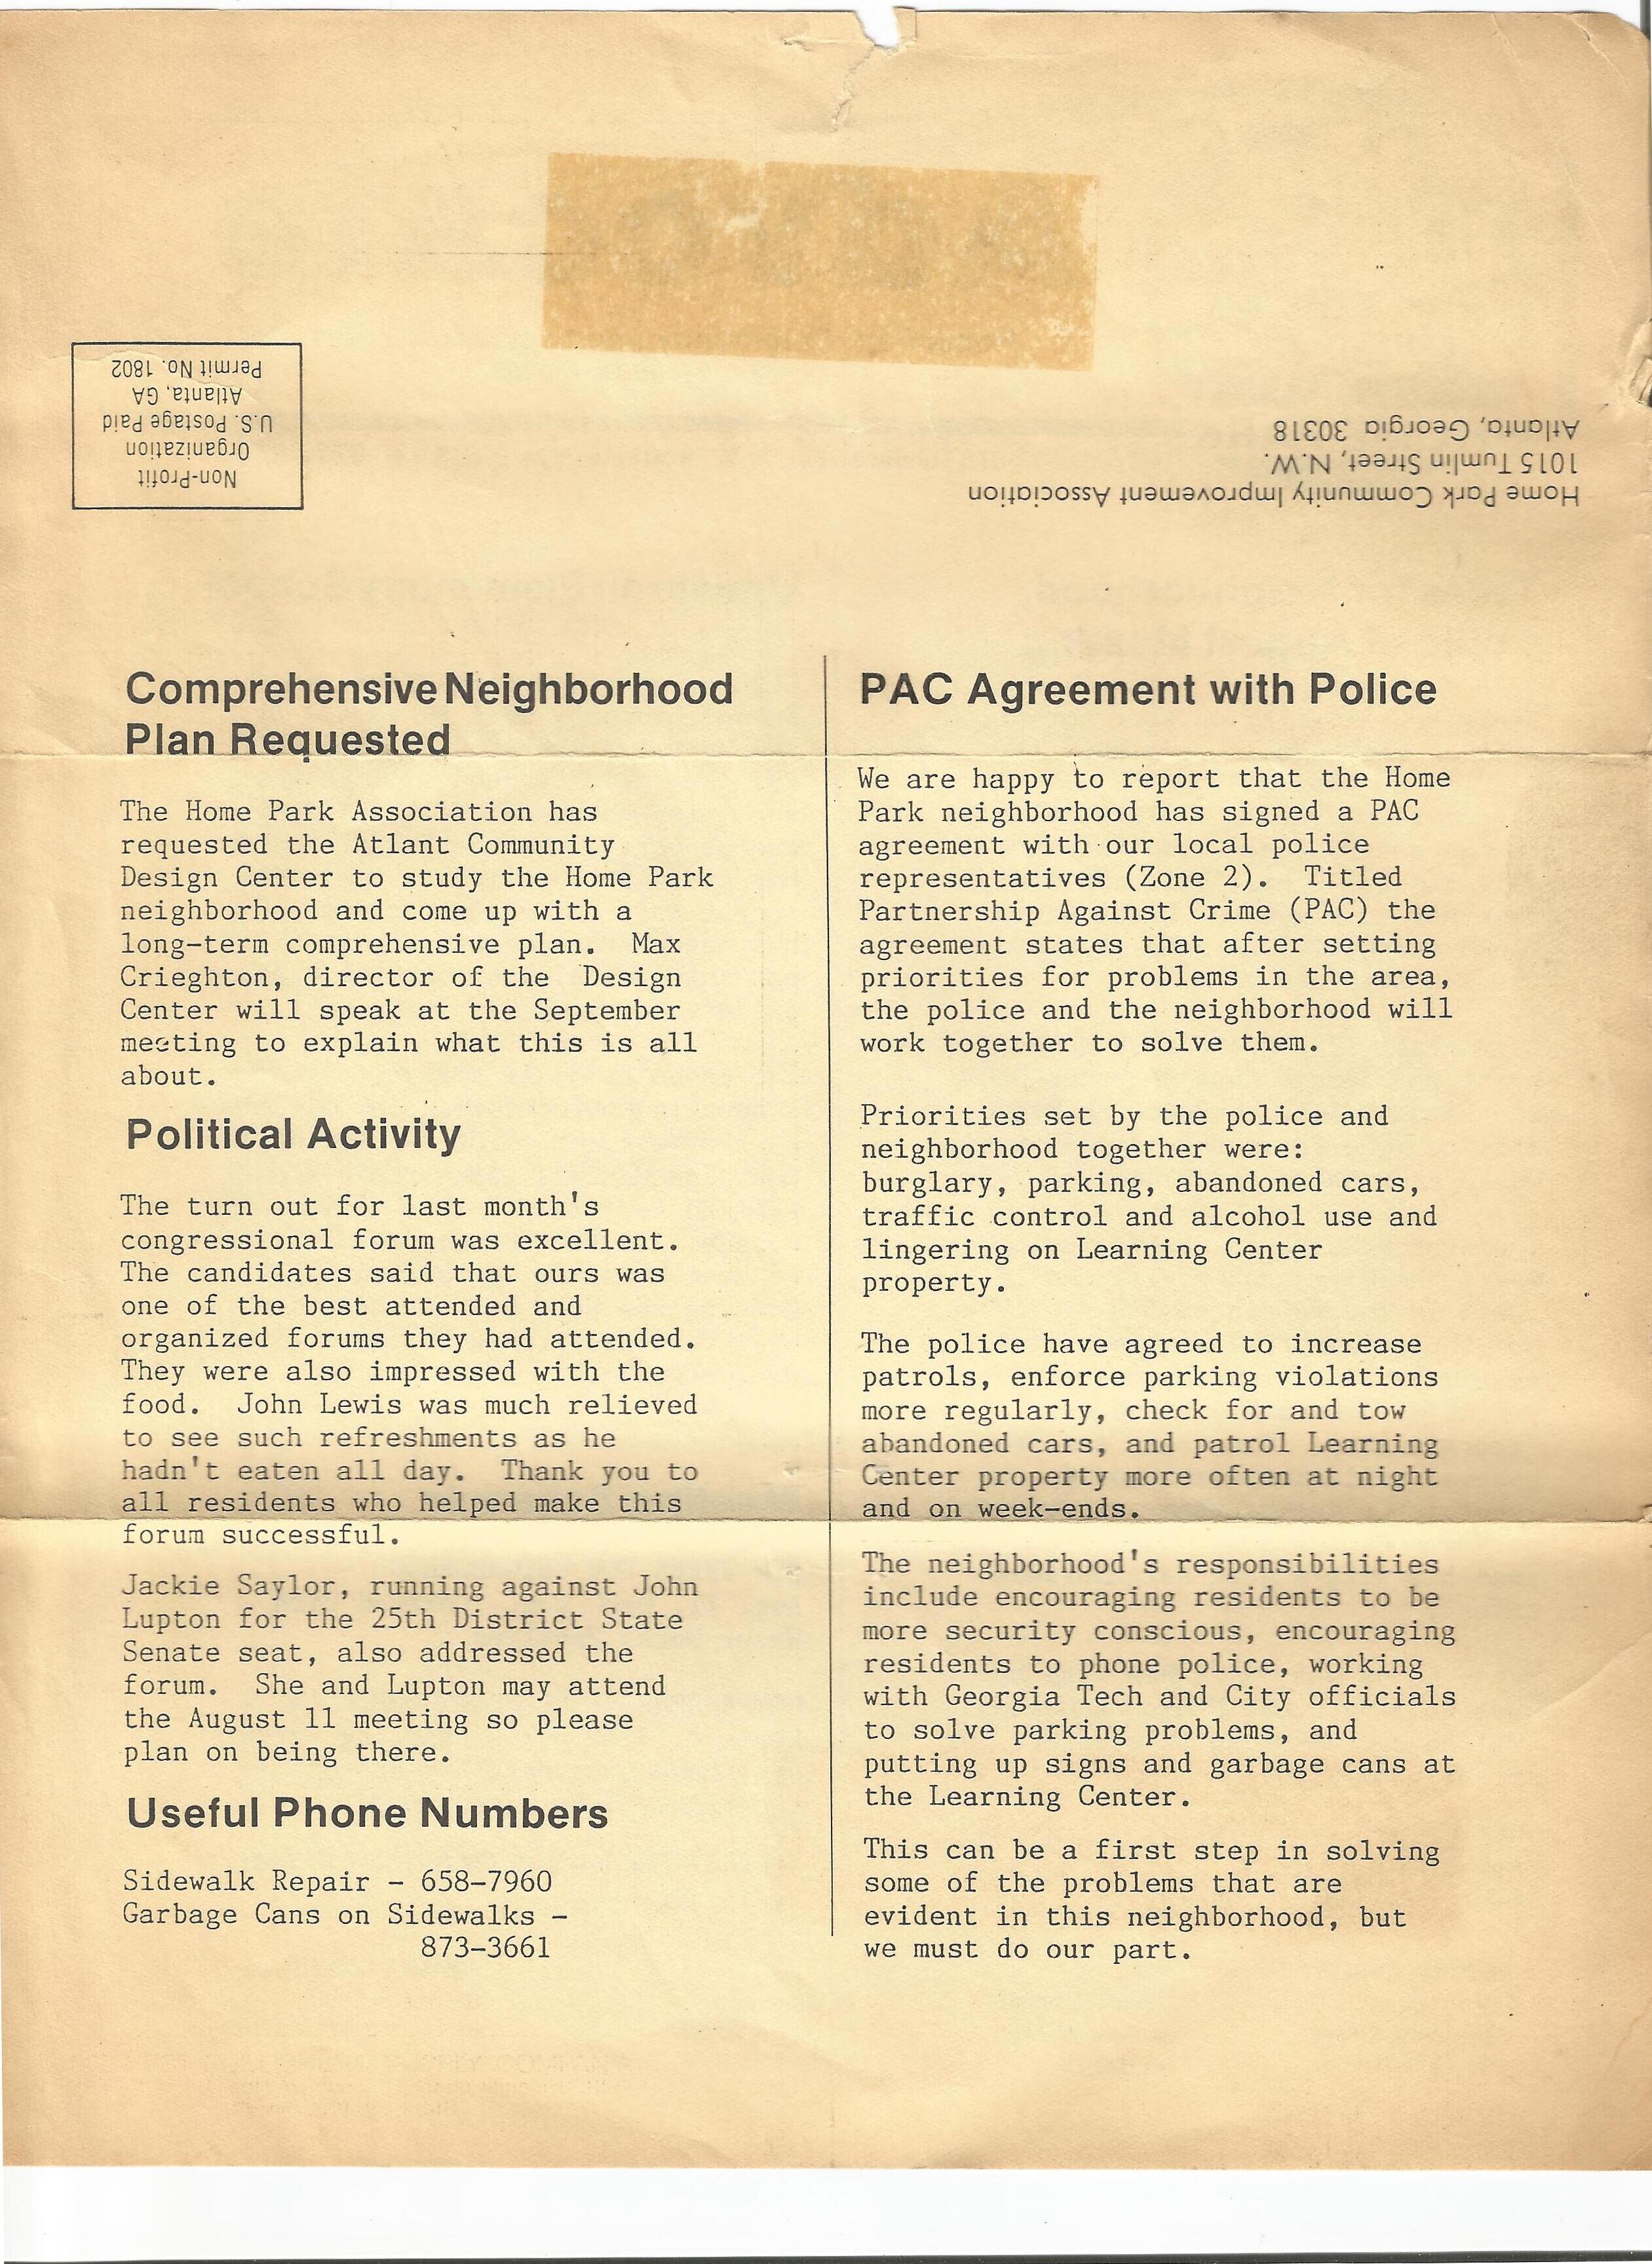 Non-Profit
Organization
U.S. Postage Paid
Atlanta, GA
Permit No. 1802
Home Park Community Improvement Association
1015 Tumlin Street, N.W.
Atlanta, Georgia 30318
Comprehensive Neighborhood
Plan Requested
The Home Park Association has
requested the Atlant Community
Design Center to study the Home Park
neighborhood and come up with a
long-term comprehensive plan. Max
Crieghton, director of the Design
Center will speak at the September
meeting to explain what this is all
about.
Political Activity
The turn out for last month's
congressional forum was excellent.
The candidates said that ours was
one of the best attended and
organized forums they had attended.
They were also impressed with the
food. John Lewis was much relieved
to see such refreshments as he
hadn't eaten all day. Thank you to
all residents who helped make this
forum successful.
Jackie Saylor, running against John
Lupton for the 25th District State
Senate seat, also addressed the
forum. She and Lupton may attend
the August 11 meeting so please
plan on being there.
Useful Phone Numbers
Sidewalk Repair - 658-7960
Garbage Cans on Sidewalks -
873-3661
PAC Agreement with Police
We are happy to report that the Home
Park neighborhood has signed a PAC
agreement with our local police
representatives (Zone 2). Titled
Partnership Against Crime (PAC) the
agreement states that after setting
priorities for problems in the area,
the police and the neighborhood will
work together to solve them.
Priorities set by the police and
neighborhood together were:
burglary, parking, abandoned cars,
traffic control and alcohol use and
lingering on Learning Center
property.
The police have agreed to increase
patrols, enforce parking violations
more regularly, check for and tow
abandoned cars, and patrol Learning
Center property more often at night
and on week-ends.
The neighborhood's responsibilities
include encouraging residents to be
more security conscious, encouraging
residents to phone police, working
with Georgia Tech and City officials
to solve parking problems, and
putting up signs and garbage cans at
the Learning Center.
This can be a first step in solving
some of the problems that are
evident in this neighborhood, but
we must do our part.